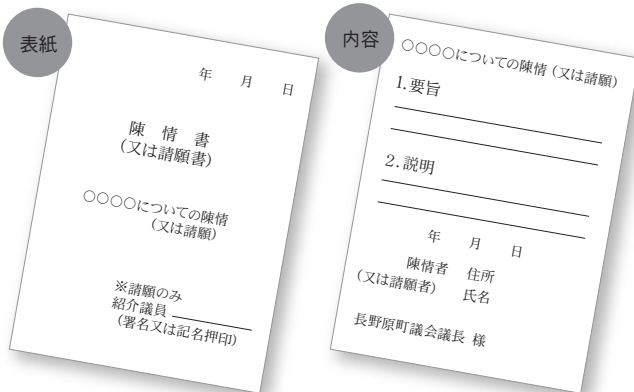 表紙
年 月 日
陳 情 書
(又は請願書)
○○○○についての陳情
(又は請願)
※請願のみ
紹介議員
(署名又は記名押印)
内容
○○○○についての陳情(又は請願)
1.要旨
2.説明
年 月 日
陳情者 住所
(又は請願者) 氏名
長野原町議会議長 様